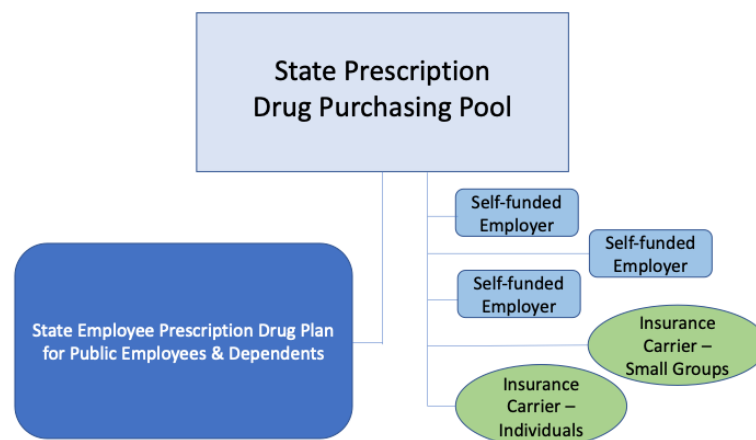 State Prescription
Drug Purchasing Pool
Self-funded
Employer
Self-funded
Employer
Self-funded
Employer
State Employee Prescription Drug Plan
for Public Employees & Dependents
Insurance
Carrier –
Small Groups
Insurance
Carrier –
Individuals